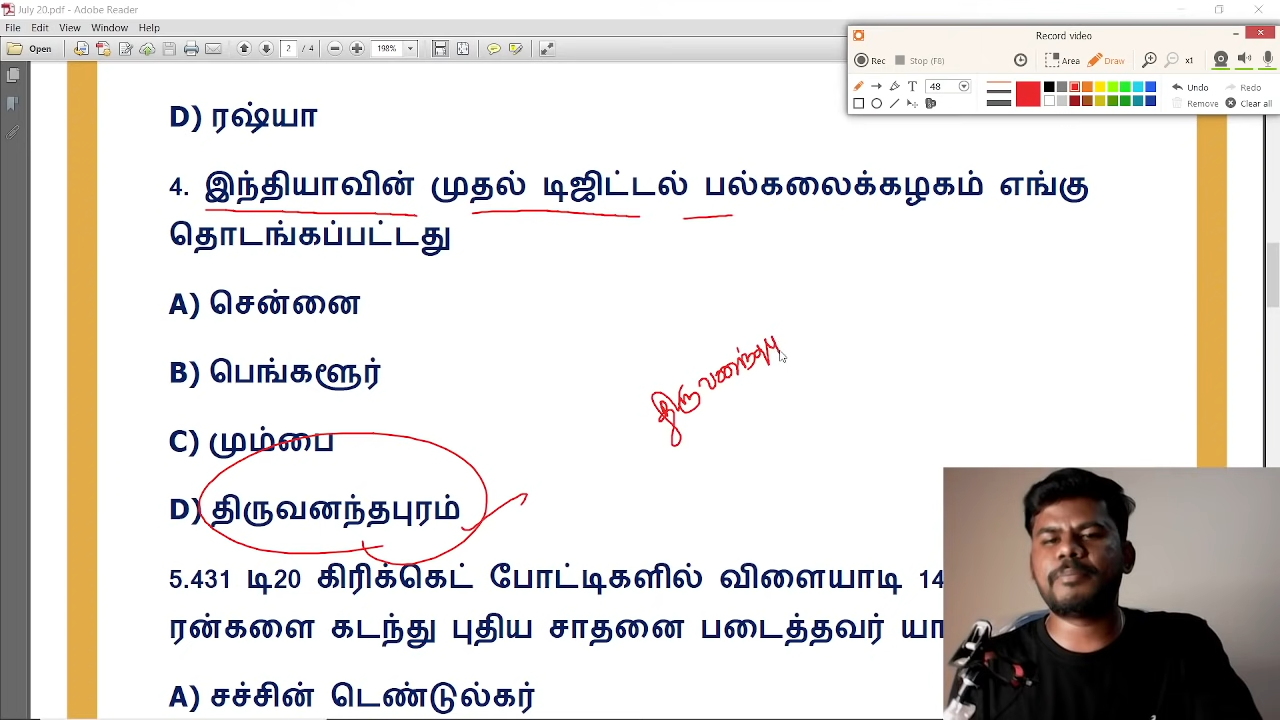 July 20.pdf - Adobe Reader
File Edit View Window Help
Open 2 / 4 198%
Record video
Rec Stop (F8) Area Draw x1
T 48 Undo Redo
Remove Clear all
D) ரஷ்யா
4. இந்தியாவின் முதல் டிஜிட்டல் பல்கலைக்கழகம் எங்கு
தொடங்கப்பட்டது
A) சென்னை
B) பெங்களூர்
C) மும்பை
D) திருவனந்தபுரம்
திருவனந்தபு
5.431 டி20 கிரிக்கெட் போட்டிகளில் விளையாடி 14
ரன்களை கடந்து புதிய சாதனை படைத்தவர் யா
A) சச்சின் டெண்டுல்கர்